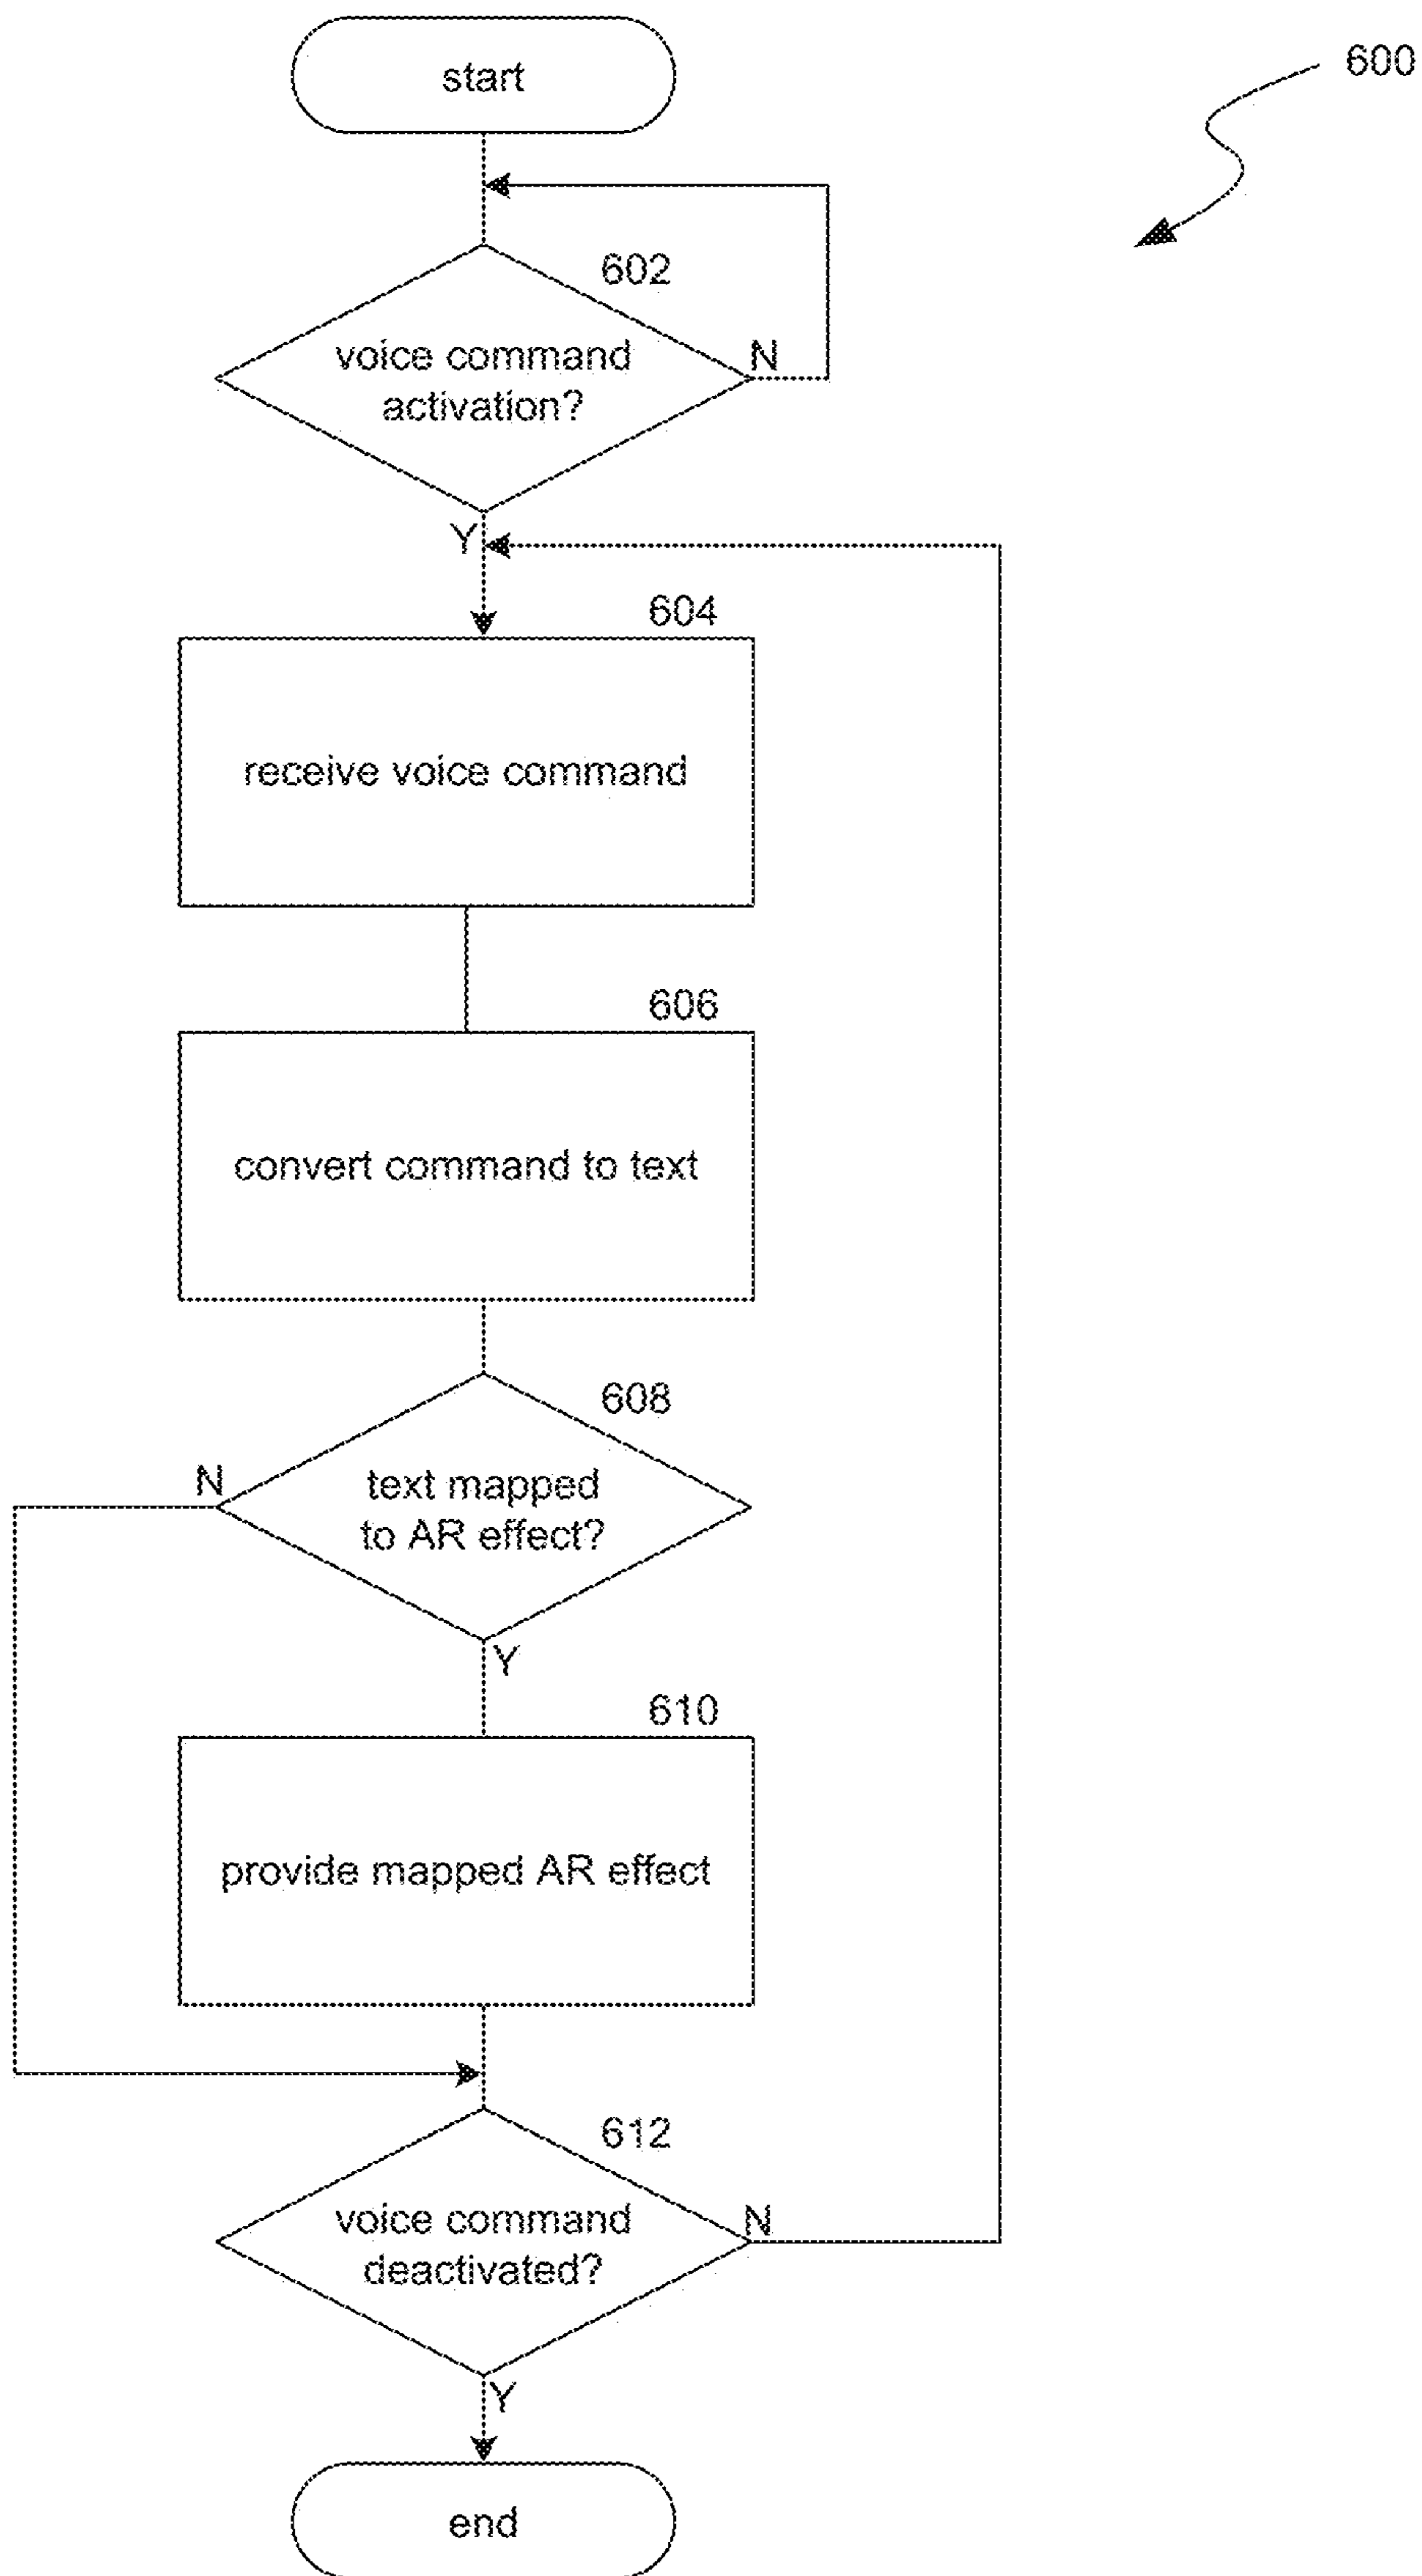 start
600
602
voice command
activation?
N
Y
604
receive voice command
606
convert command to text
608
N
text mapped
to AR effect?
Y
610
provide mapped AR effect
612
voice command
deactivated?
N
Y
end